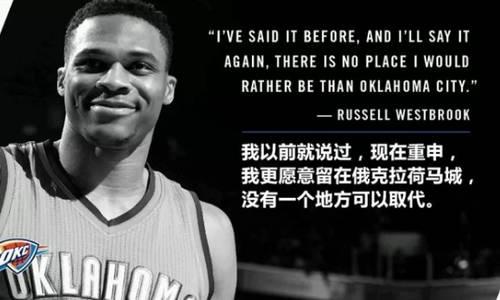 “I’VE SAID IT BEFORE, AND I’LL SAY IT
AGAIN, THERE IS NO PLACE I WOULD
RATHER BE THAN OKLAHOMA CITY.”
— RUSSELL WESTBROOK
我以前就说过，现在重申，
我更愿意留在俄克拉荷马城，
没有一个地方可以取代。
OKC
OKLAHOMA